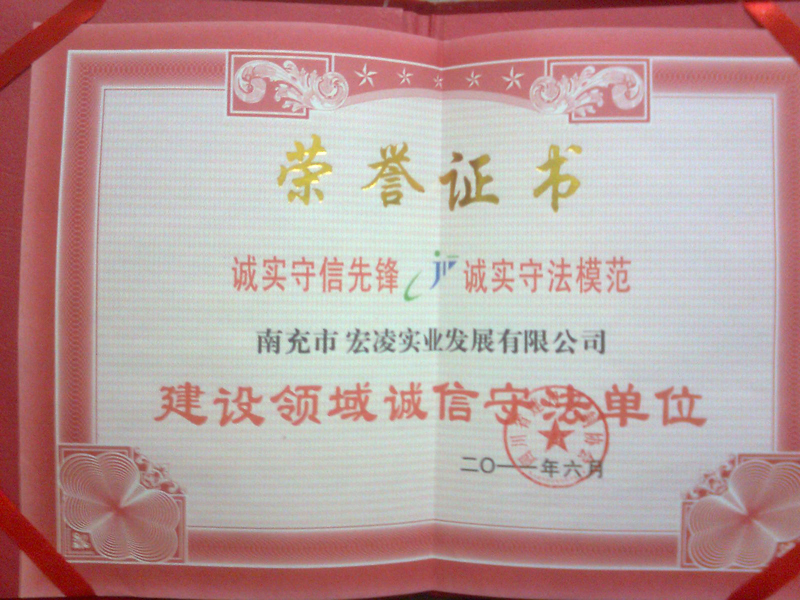 荣誉证书
诚实守信先锋 诚实守法模范
南充市宏凌实业发展有限公司
建设领域诚信守法单位
二〇一一年六月